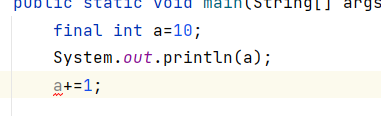 public static void main(String[] args
final int a=10;
System.out.println(a);
a+=1;